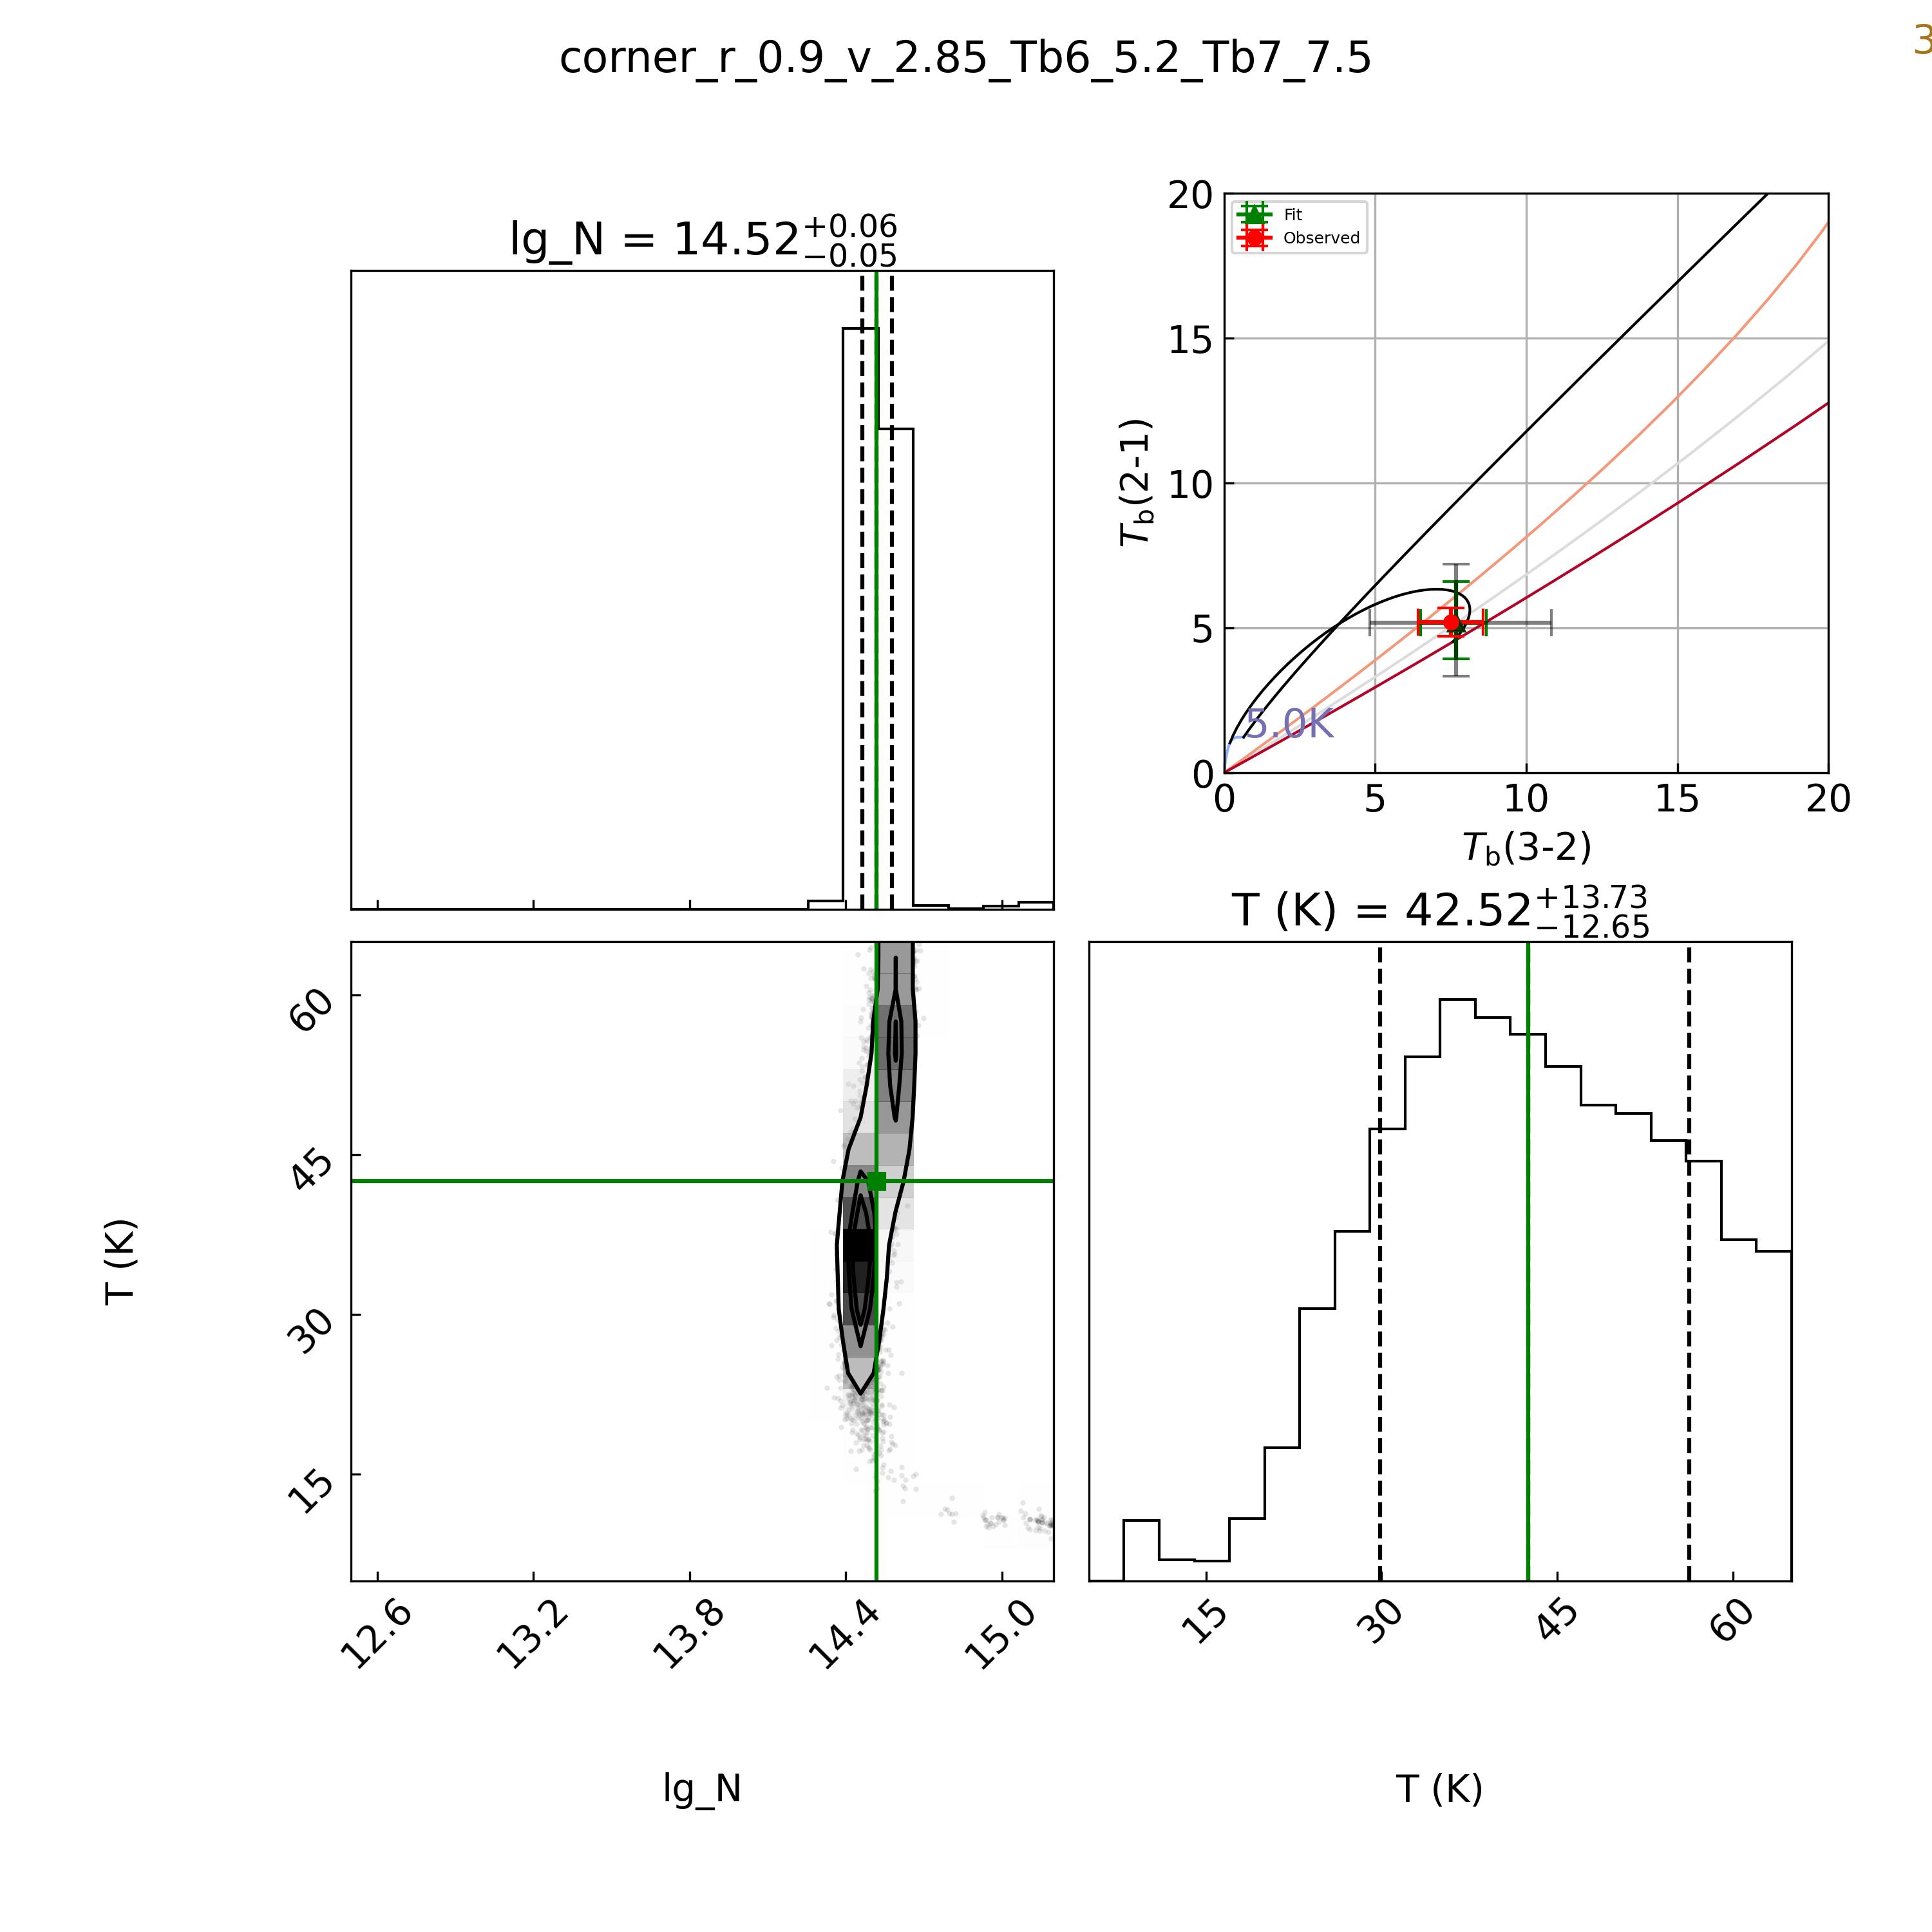 corner_r_0.9_v_2.85_Tb6_5.2_Tb7_7.5
3
lg_N = 14.52+0.06−0.05
20
15
10
5
0
Fit
Observed
Tb(2-1)
5.0K
0 5 10 15 20
Tb(3-2)
T (K) = 42.52+13.73−12.65
60
45
30
15
T (K)
12.6 13.2 13.8 14.4 15.0
15 30 45 60
lg_N
T (K)